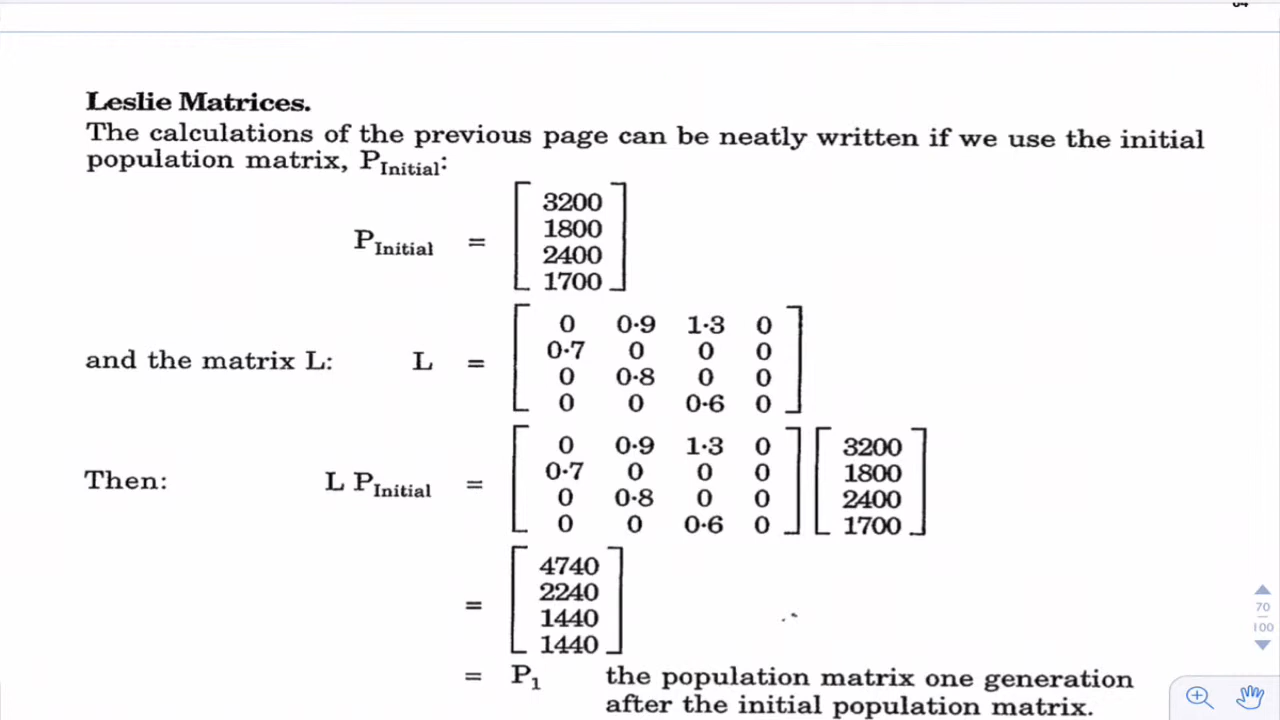 Leslie Matrices.
The calculations of the previous page can be neatly written if we use the initial
population matrix, PInitial:
PInitial = [ 3200
1800
2400
1700 ]
and the matrix L: L = [ 0 0·9 1·3 0
0·7 0 0 0
0 0·8 0 0
0 0 0·6 0 ]
Then: L PInitial = [ 0 0·9 1·3 0
0·7 0 0 0
0 0·8 0 0
0 0 0·6 0 ] [ 3200
1800
2400
1700 ]
= [ 4740
2240
1440
1440 ]
= P1 the population matrix one generation
after the initial population matrix.
70
100